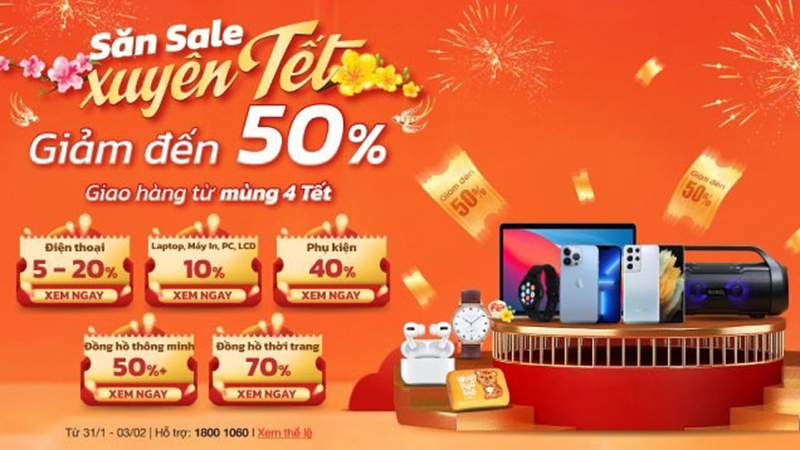 Săn Sale
xuyên Tết
Giảm đến 50%
Giao hàng từ mùng 4 Tết
Điện thoại
5 – 20%
XEM NGAY
Laptop, Máy In, PC, LCD
10%
XEM NGAY
Phụ kiện
40%
XEM NGAY
Đồng hồ thông minh
50%+
XEM NGAY
Đồng hồ thời trang
70%
XEM NGAY
Giảm đến
50%
Giảm đến
50%
Từ 31/1 - 03/02 | Hỗ trợ: 1800 1060 | Xem thể lệ